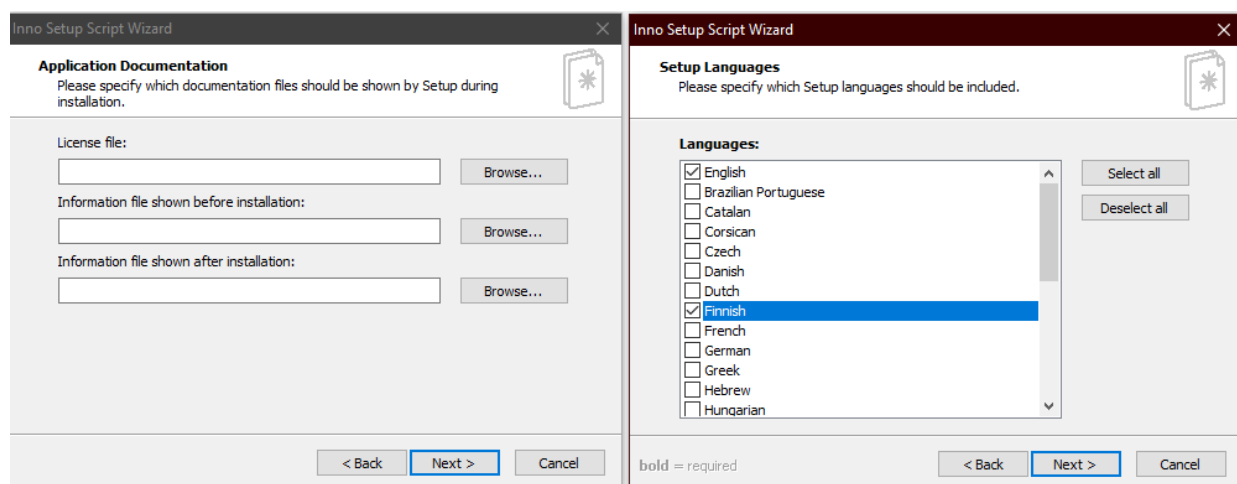 Inno Setup Script Wizard
Application Documentation
Please specify which documentation files should be shown by Setup during
installation.
License file:
Browse...
Information file shown before installation:
Browse...
Information file shown after installation:
Browse...
< Back
Next >
Cancel
Inno Setup Script Wizard
Setup Languages
Please specify which Setup languages should be included.
Languages:
English
Brazilian Portuguese
Catalan
Corsican
Czech
Danish
Dutch
Finnish
French
German
Greek
Hebrew
Hungarian
Select all
Deselect all
bold = required
< Back
Next >
Cancel